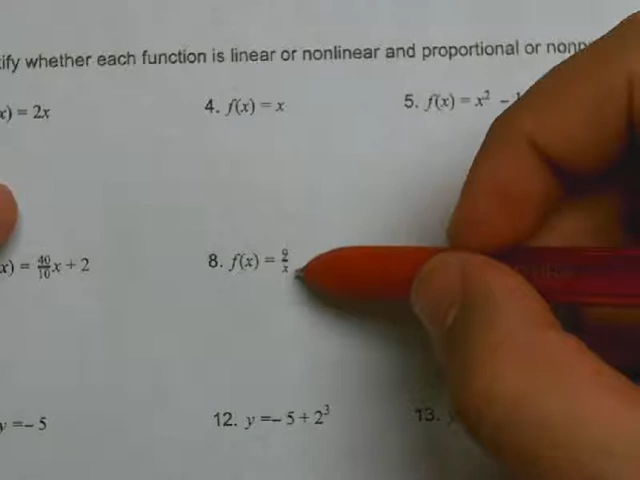 ify whether each function is linear or nonlinear and proportional or nonp
x) = 2x
4. f(x) = x
5. f(x) = x² -
x) = 40/10 x + 2
8. f(x) = 9/x
y =– 5
12. y =– 5 + 2³
13.